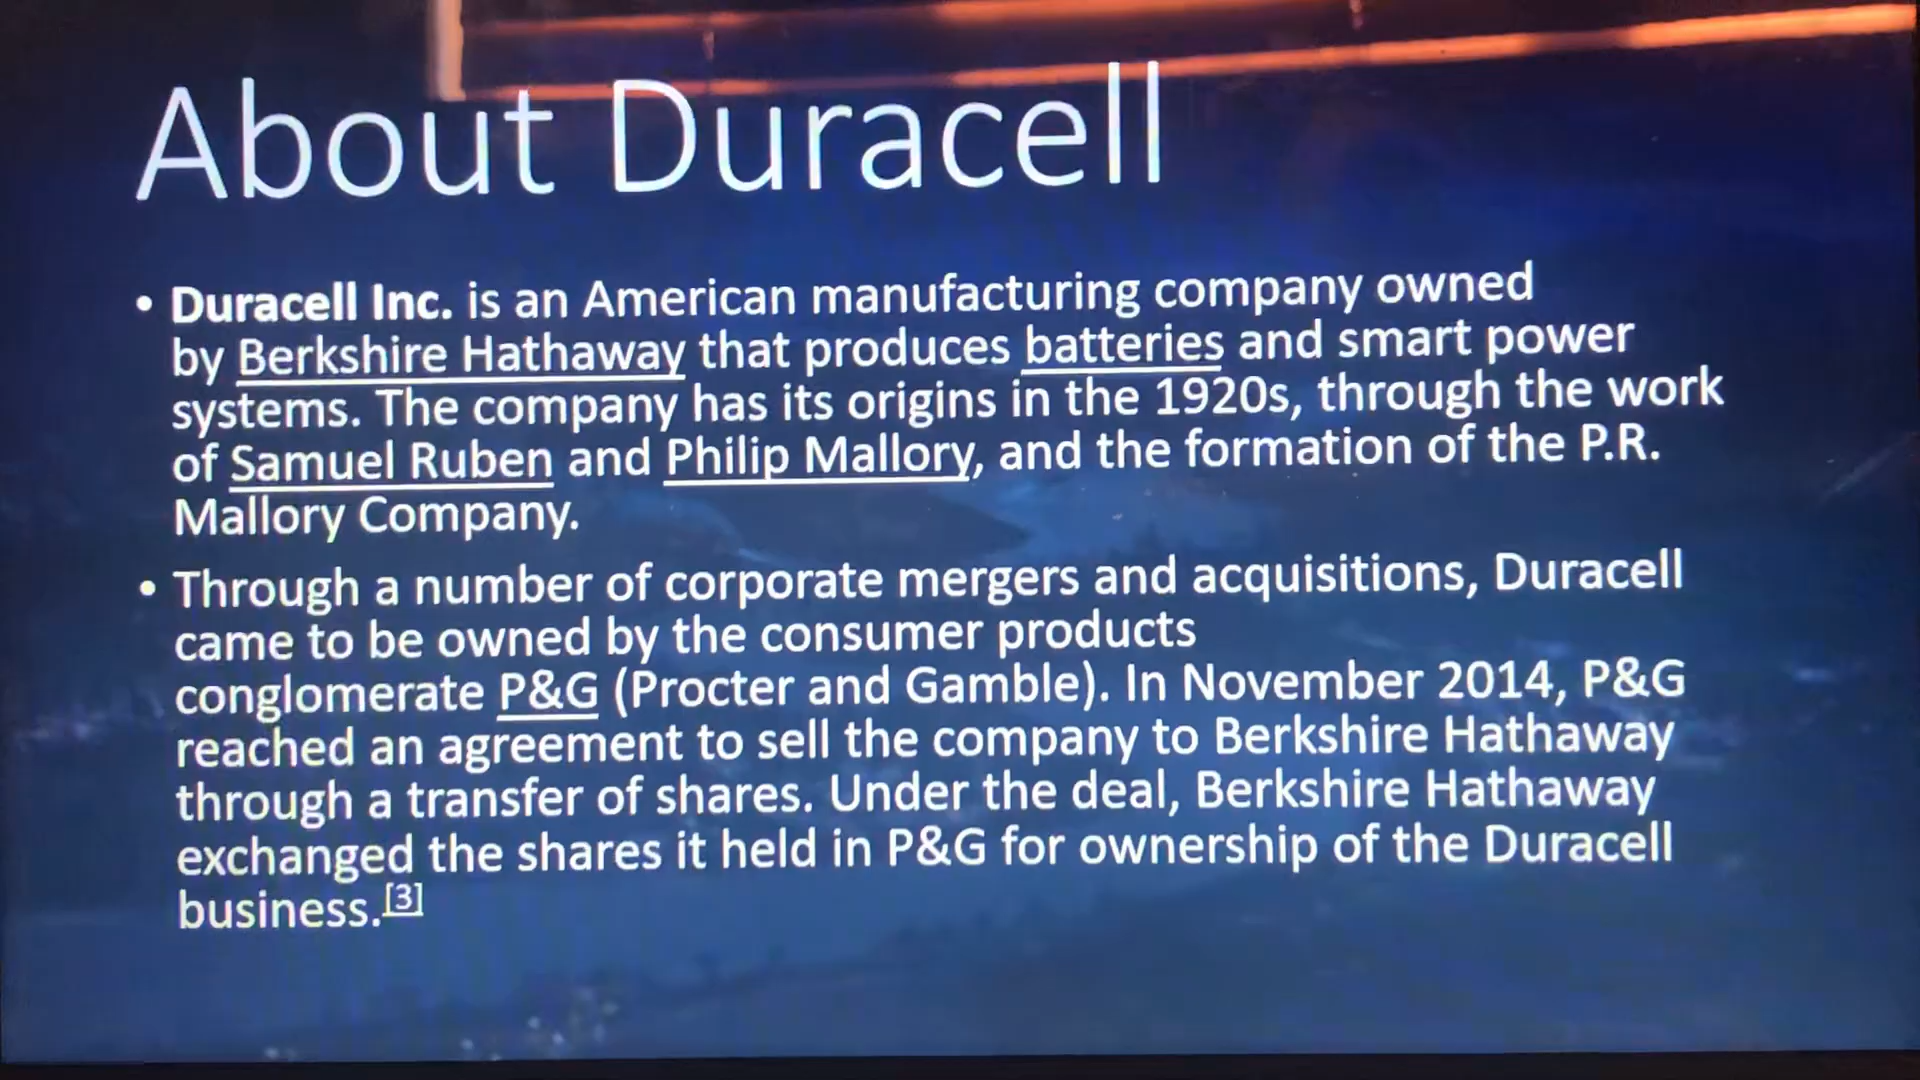 About Duracell
• Duracell Inc. is an American manufacturing company owned
by Berkshire Hathaway that produces batteries and smart power
systems. The company has its origins in the 1920s, through the work
of Samuel Ruben and Philip Mallory, and the formation of the P.R.
Mallory Company.
• Through a number of corporate mergers and acquisitions, Duracell
came to be owned by the consumer products
conglomerate P&G (Procter and Gamble). In November 2014, P&G
reached an agreement to sell the company to Berkshire Hathaway
through a transfer of shares. Under the deal, Berkshire Hathaway
exchanged the shares it held in P&G for ownership of the Duracell
business.[3]